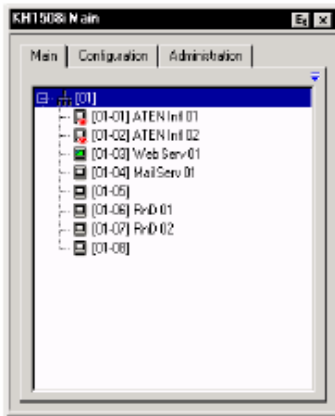 KH1508i Main
Main Configuration Administration
[01]
[01-01] ATEN Intl 01
[01-02] ATEN Intl 02
[01-03] Web Serv 01
[01-04] Mail Serv 01
[01-05]
[01-06] RnD 01
[01-07] RnD 02
[01-08]